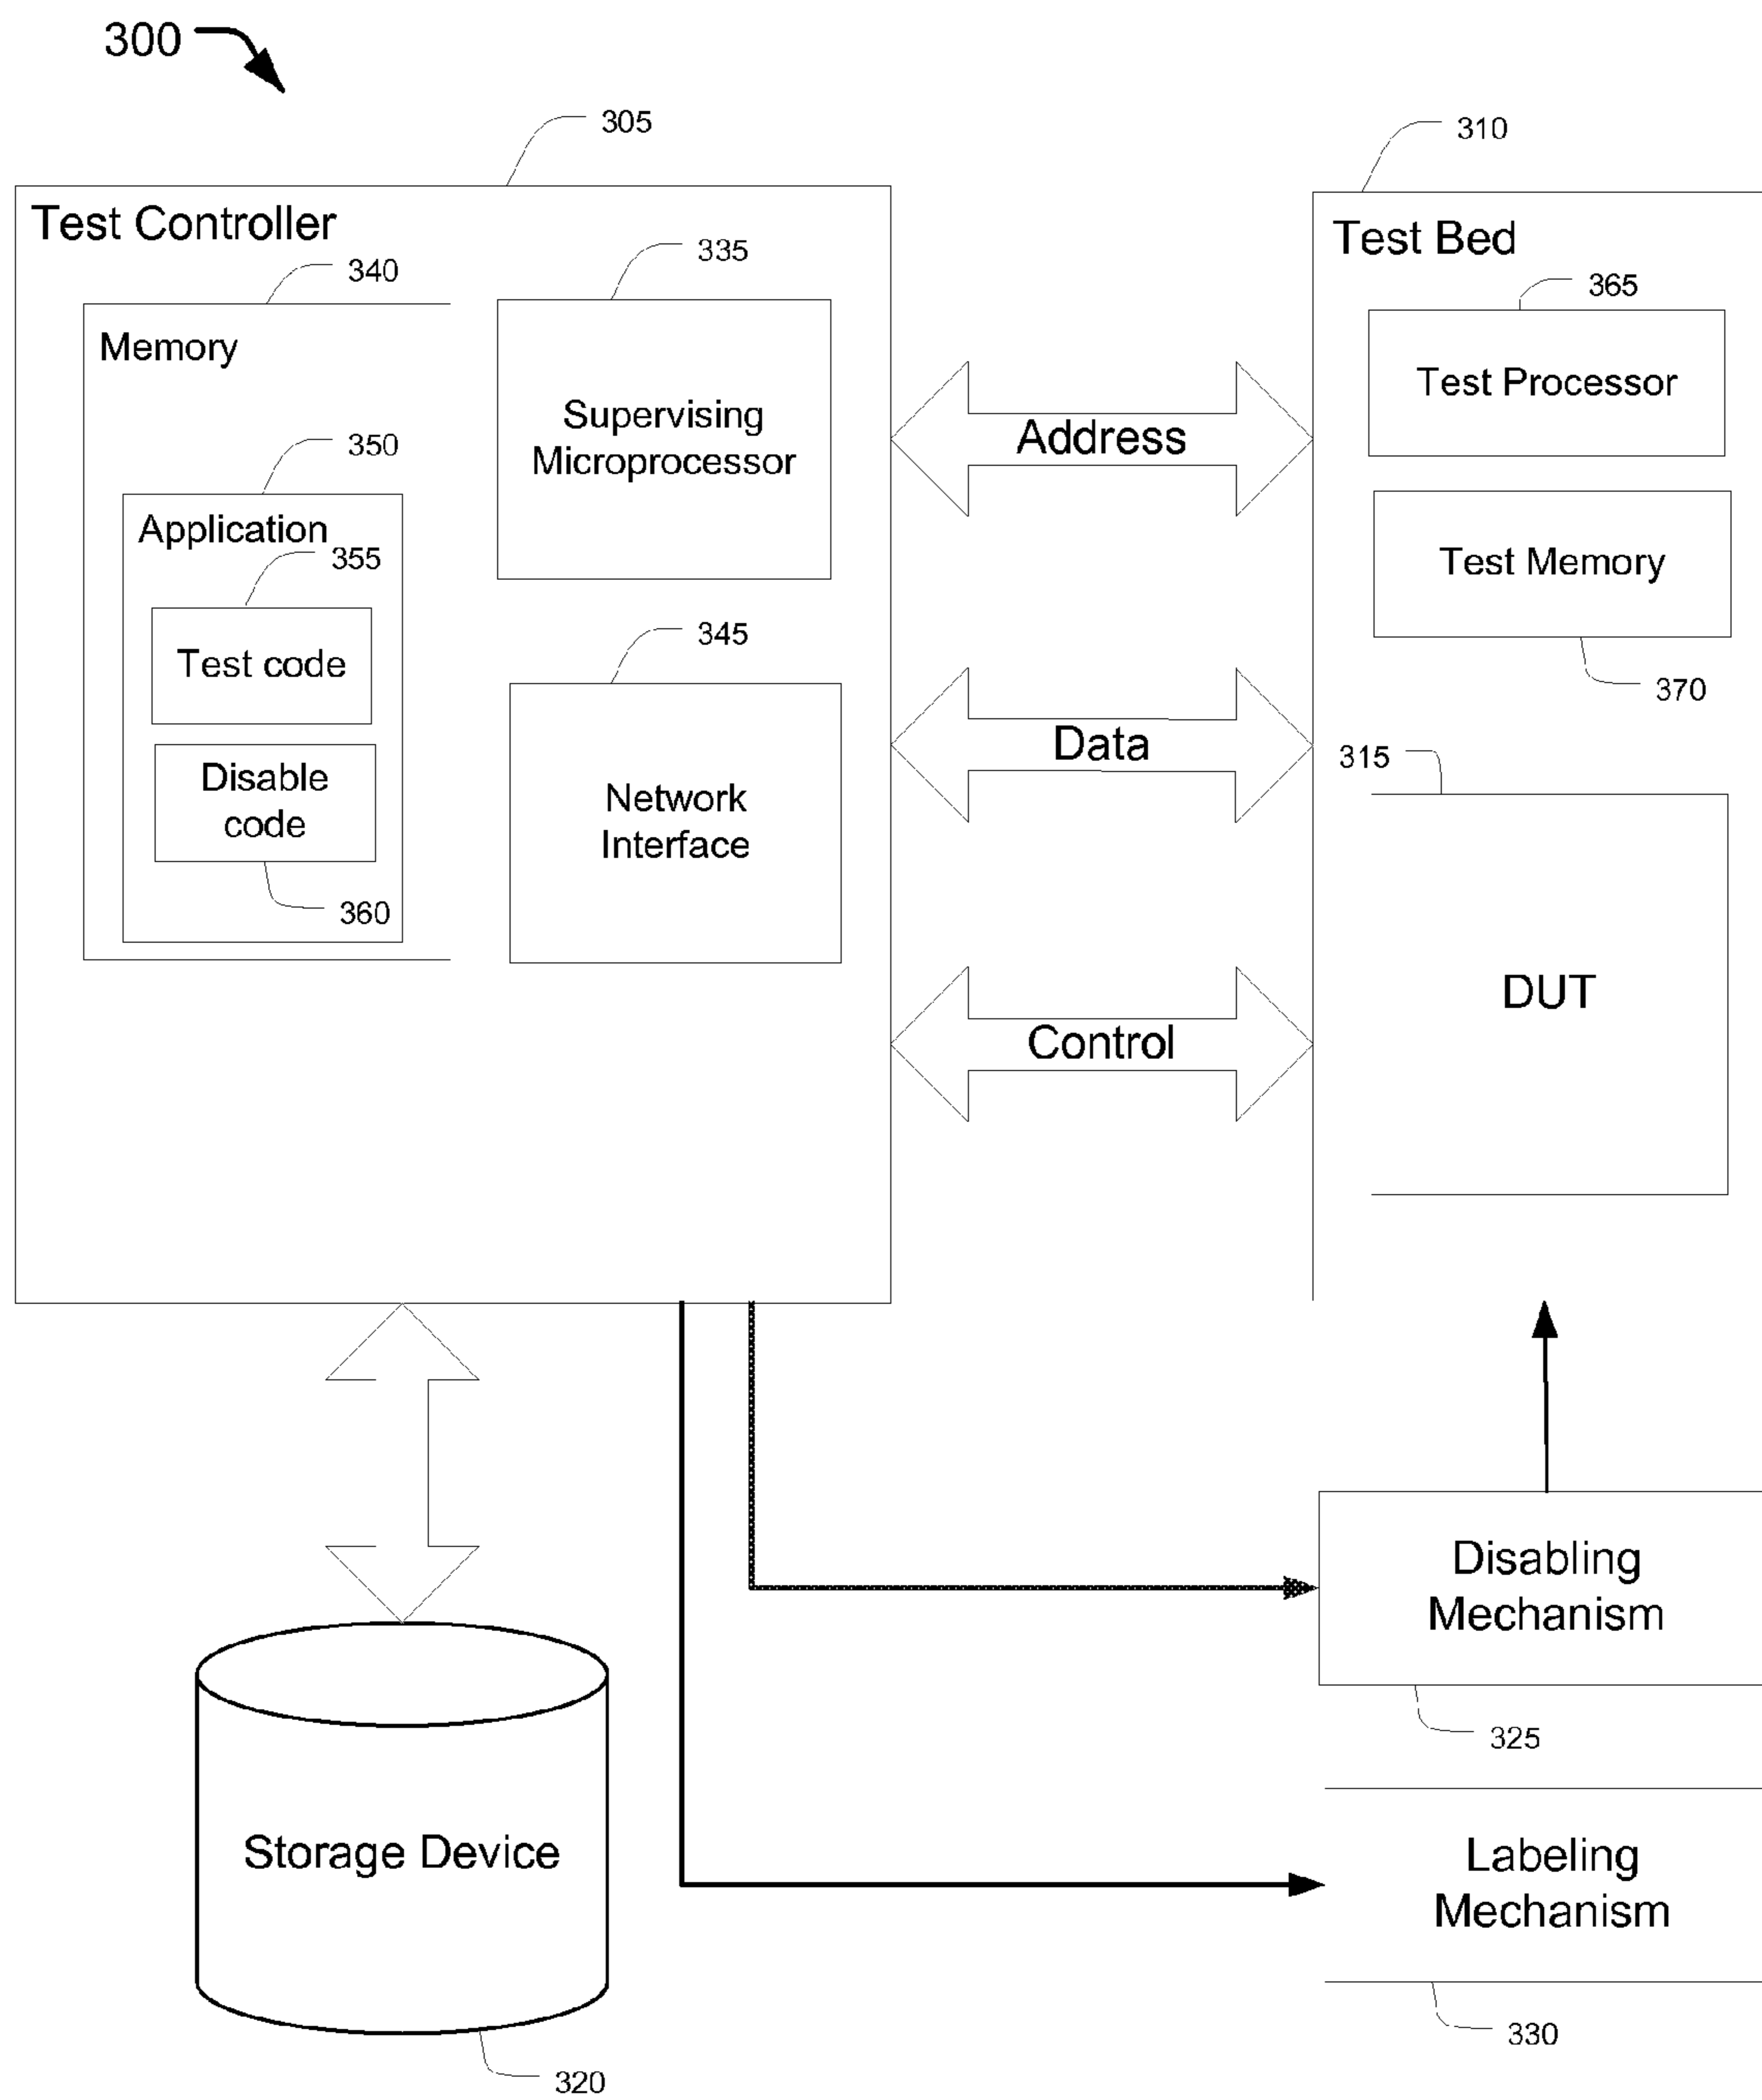 300
305
310
Test Controller
Test Bed
340
335
365
Memory
Supervising
Microprocessor
Test Processor
Address
350
Application
355
Test Memory
345
370
Test code
Data
315
Disable
code
Network
Interface
360
DUT
Control
Disabling
Mechanism
325
Storage Device
Labeling
Mechanism
330
320